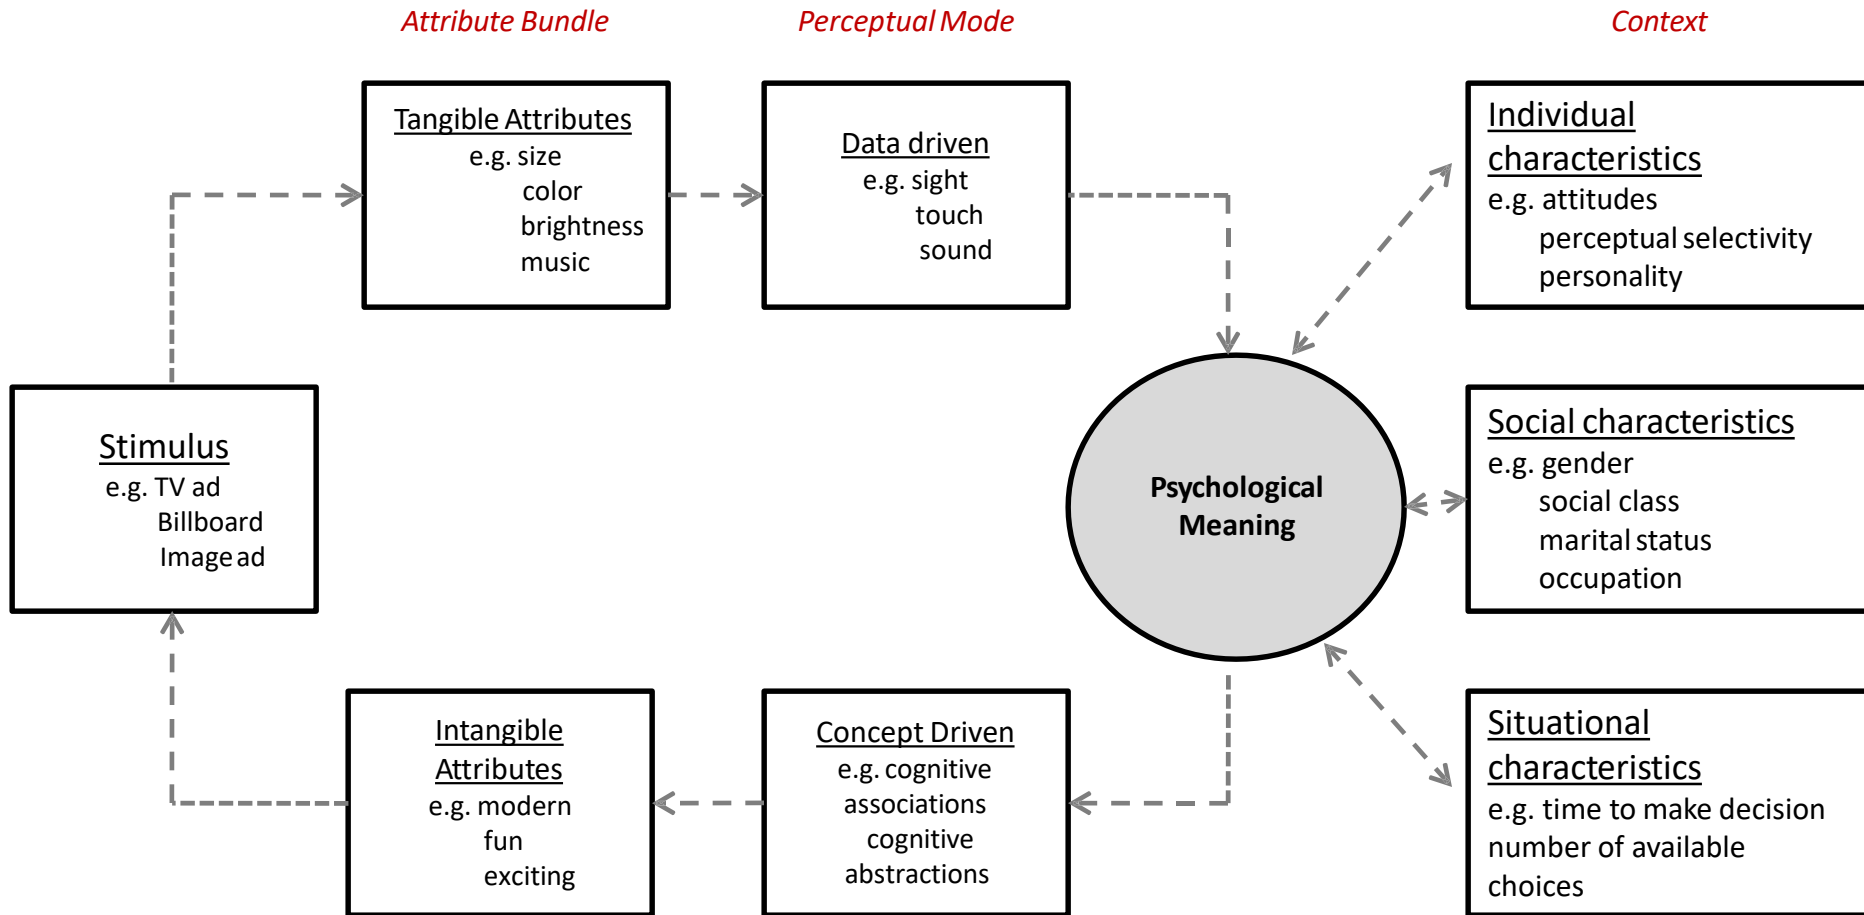 Attribute Bundle
Perceptual Mode
Context
Tangible Attributes
e.g. size
color
brightness
music
Data driven
e.g. sight
touch
sound
Individual
characteristics
e.g. attitudes
perceptual selectivity
personality
Stimulus
e.g. TV ad
Billboard
Image ad
Psychological
Meaning
Social characteristics
e.g. gender
social class
marital status
occupation
Intangible
Attributes
e.g. modern
fun
exciting
Concept Driven
e.g. cognitive
associations
cognitive
abstractions
Situational
characteristics
e.g. time to make decision
number of available
choices